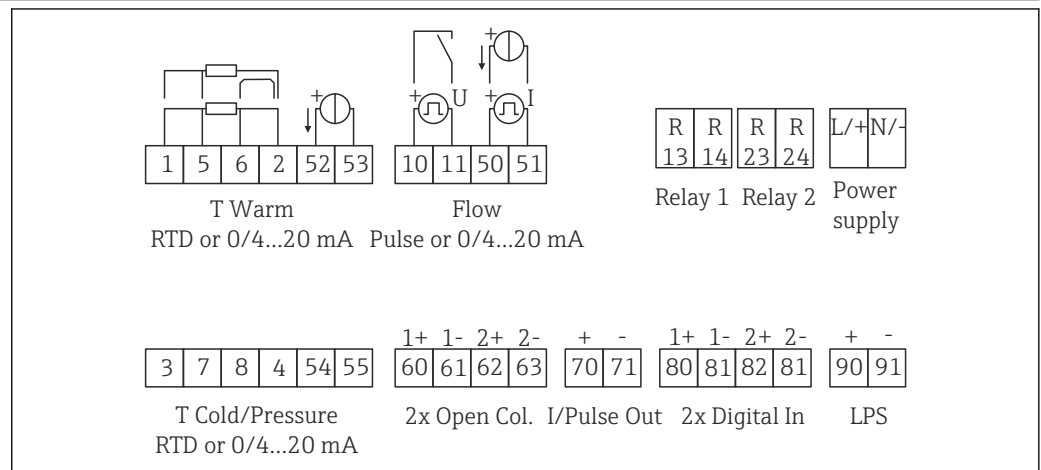 +
+ U + I
+
1 5 6 2 52 53
10 11 50 51
R 13 R 14 R 23 R 24
L/+ N/-
T Warm
RTD or 0/4...20 mA
Flow
Pulse or 0/4...20 mA
Relay 1 Relay 2
Power
supply
1+ 1- 2+ 2-
+ -
1+ 1- 2+ 2-
+ -
3 7 8 4 54 55
60 61 62 63
70 71
80 81 82 81
90 91
T Cold/Pressure
RTD or 0/4...20 mA
2x Open Col.
I/Pulse Out
2x Digital In
LPS